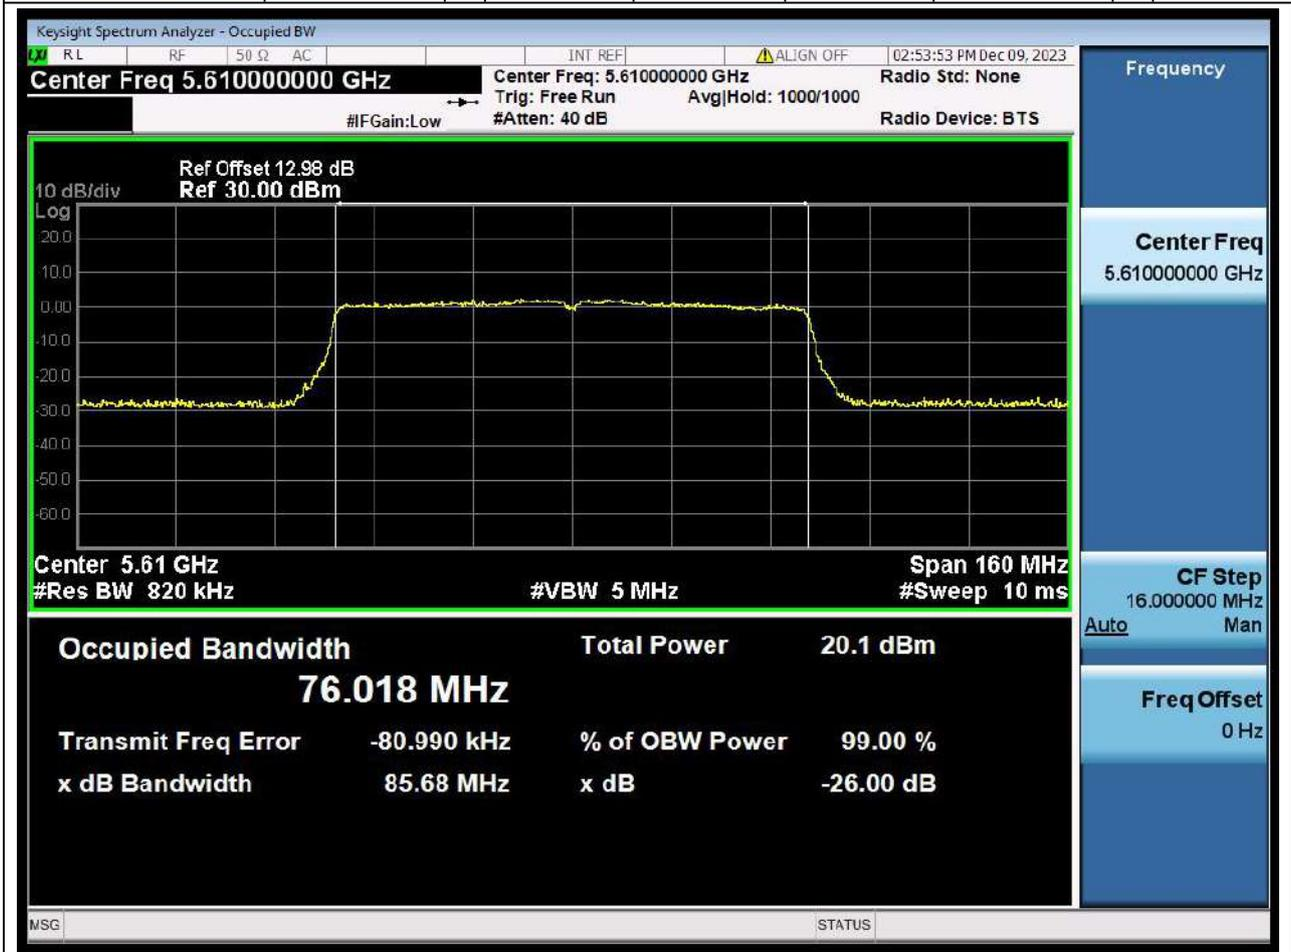 Keysight Spectrum Analyzer - Occupied BW
LXI RL RF 50 Ω AC INT REF ALIGN OFF 02:53:53 PM Dec 09, 2023
Center Freq 5.610000000 GHz
Center Freq: 5.610000000 GHz
Radio Std: None
Trig: Free Run Avg|Hold: 1000/1000
#IFGain:Low #Atten: 40 dB
Radio Device: BTS
Frequency
Ref Offset 12.98 dB
10 dB/div Ref 30.00 dBm
Log
20.0
10.0
0.00
-10.0
-20.0
-30.0
-40.0
-50.0
-60.0
Center Freq
5.610000000 GHz
Center 5.61 GHz Span 160 MHz
#Res BW 820 kHz #VBW 5 MHz #Sweep 10 ms
CF Step
16.000000 MHz
Auto Man
Occupied Bandwidth Total Power 20.1 dBm
76.018 MHz
Transmit Freq Error -80.990 kHz % of OBW Power 99.00 %
x dB Bandwidth 85.68 MHz x dB -26.00 dB
Freq Offset
0 Hz
MSG STATUS